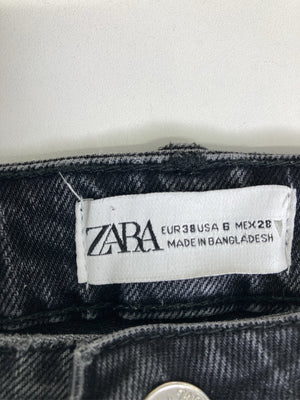 ZARA
EUR 38 USA 6 MEX 28
MADE IN BANGLADESH